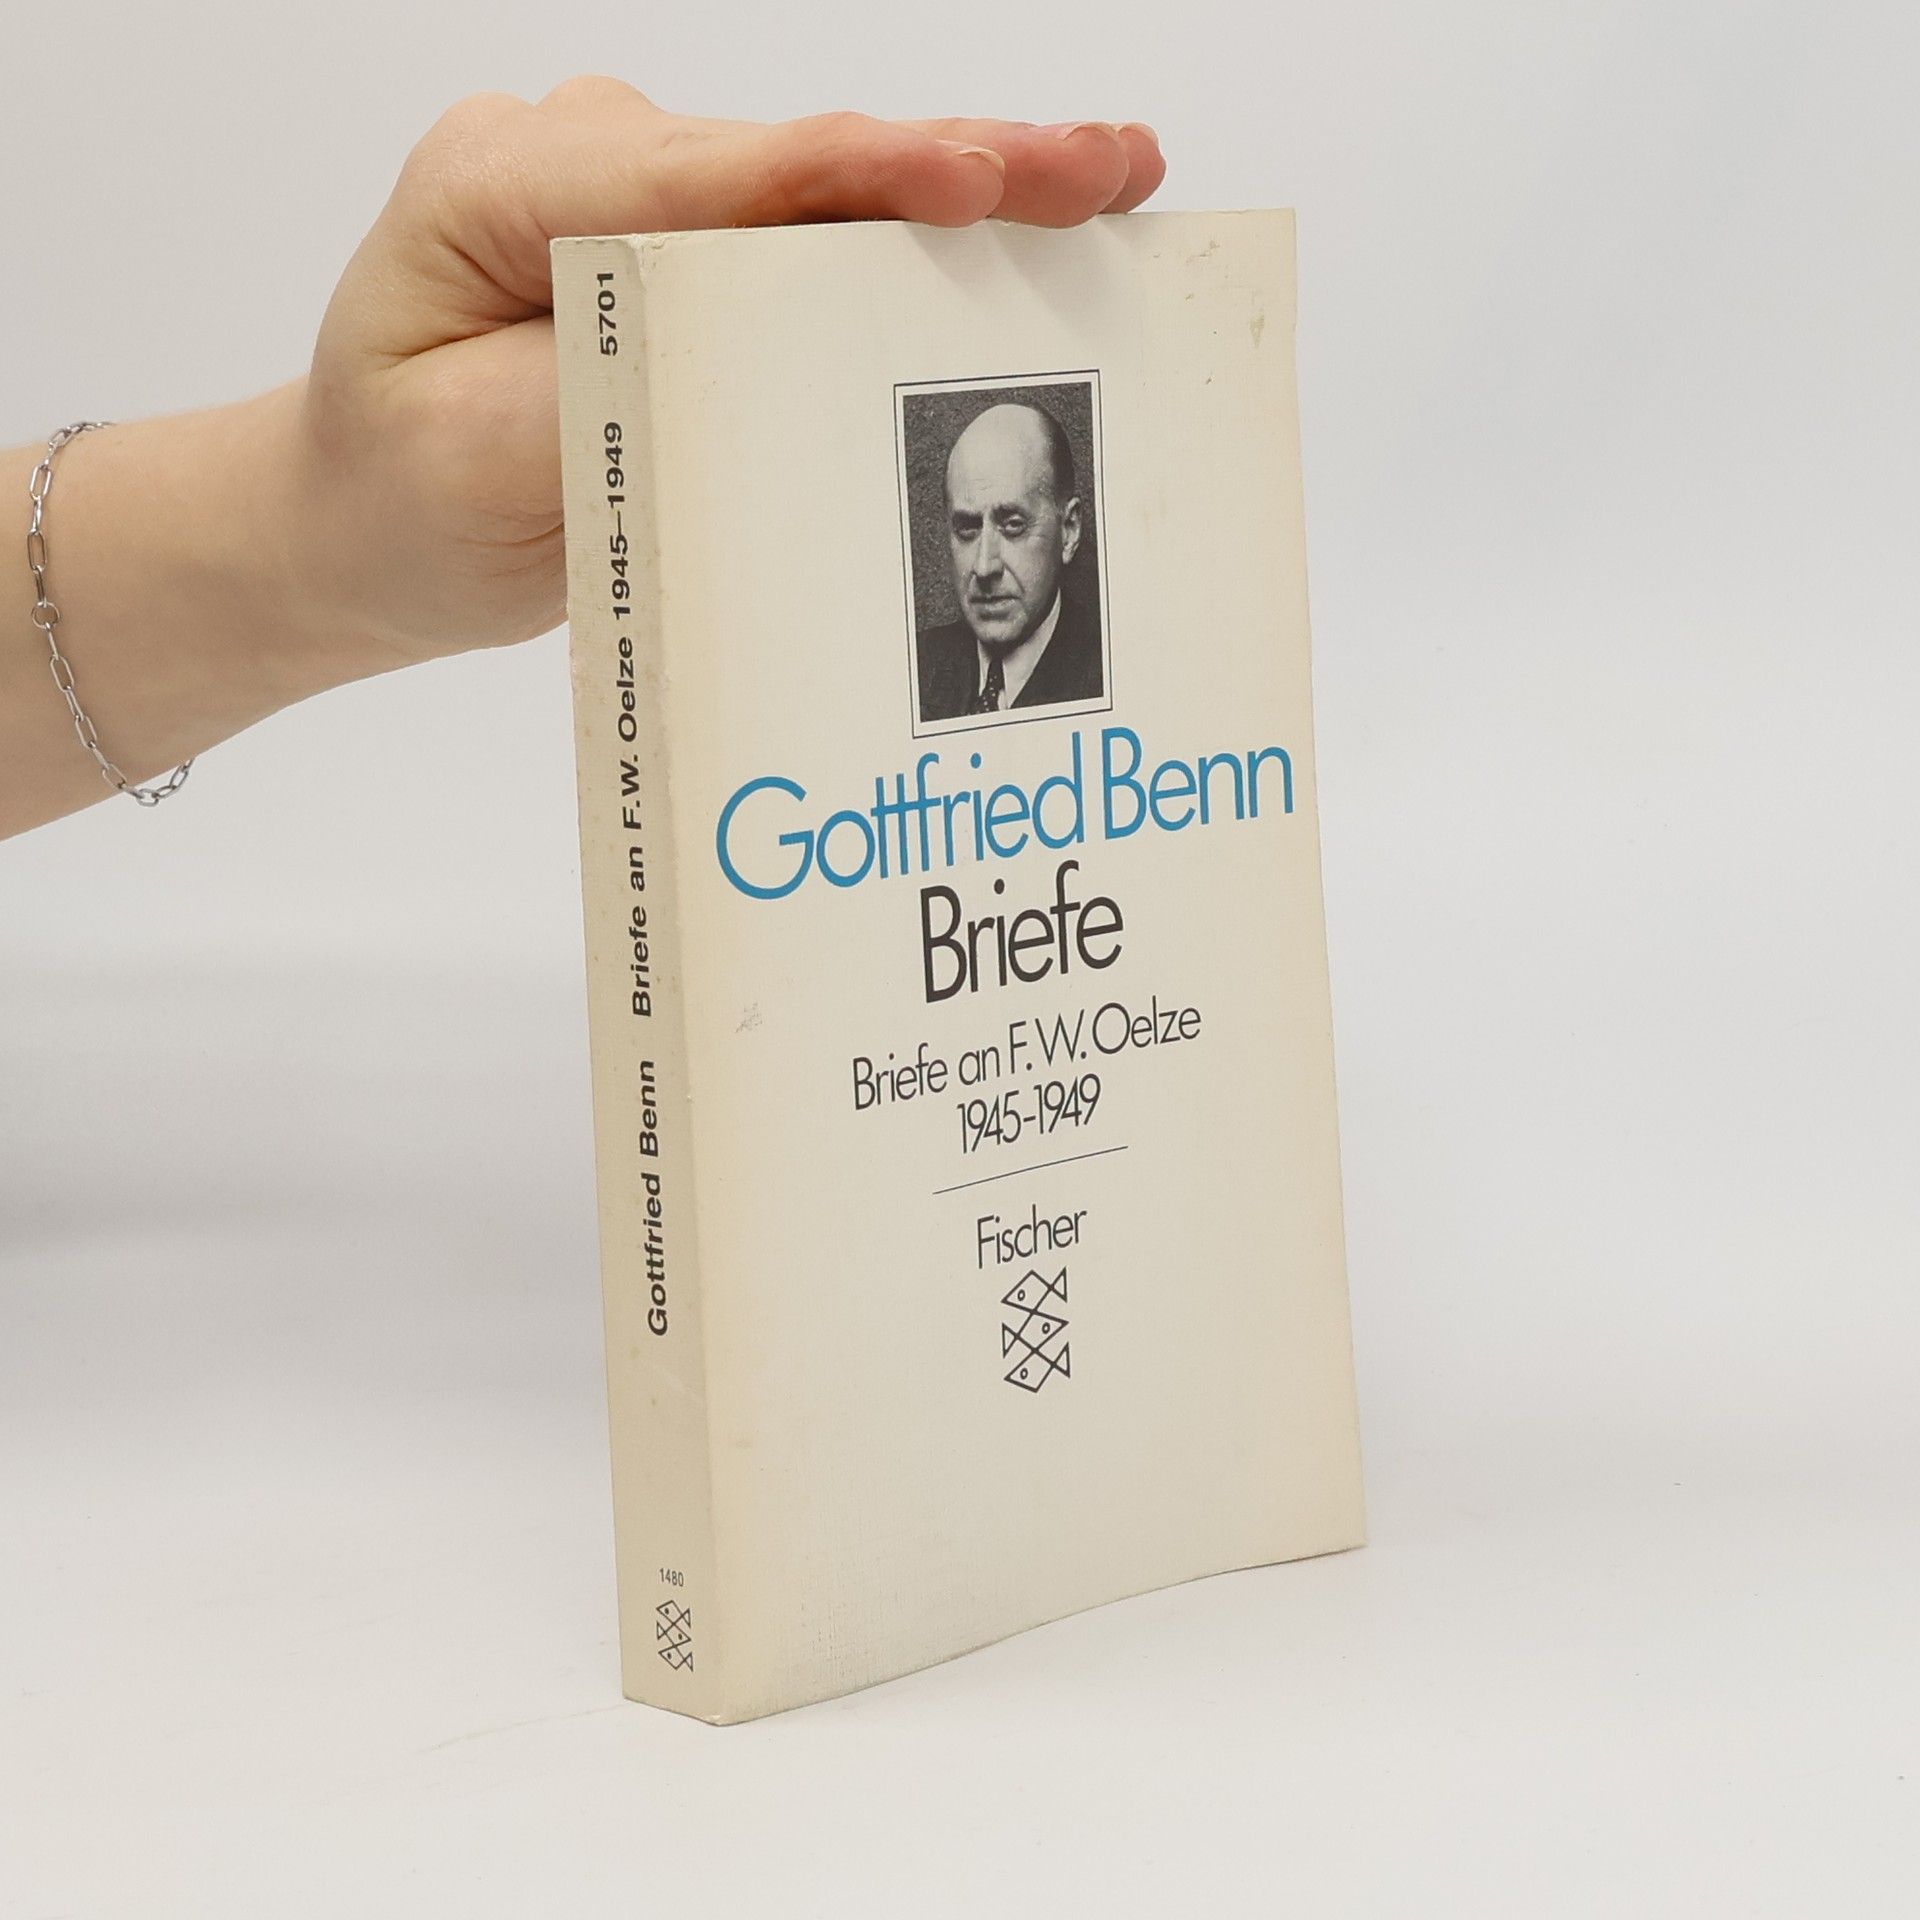 Gottfried Benn
Briefe
Briefe an F. W. Oelze
1945–1949
Fischer
Gottfried Benn Briefe an F. W. Oelze 1945—1949 5701
1480